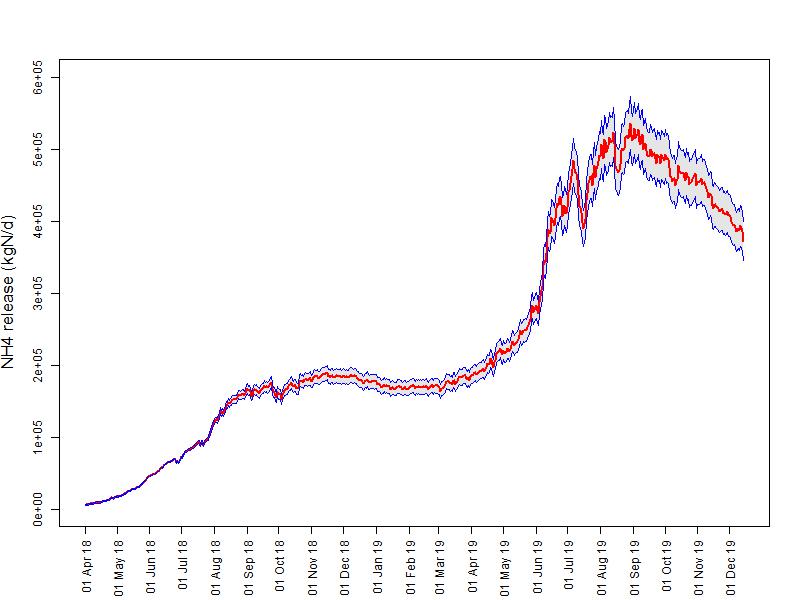 NH4 release (kgN/d)
6e+05
5e+05
4e+05
3e+05
2e+05
1e+05
0e+00
01 Apr 18
01 May 18
01 Jun 18
01 Jul 18
01 Aug 18
01 Sep 18
01 Oct 18
01 Nov 18
01 Dec 18
01 Jan 19
01 Feb 19
01 Mar 19
01 Apr 19
01 May 19
01 Jun 19
01 Jul 19
01 Aug 19
01 Sep 19
01 Oct 19
01 Nov 19
01 Dec 19